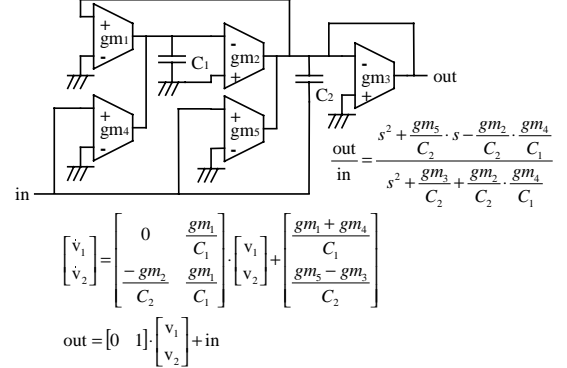 +
gm₁
-
-
gm₂
+
C₁
C₂
-
gm₃
+
out
+
gm₄
-
+
gm₅
-
in
out/in = (s² + gm₅/C₂ · s − gm₂/C₂ · gm₄/C₁) / (s² + gm₃/C₂ + gm₂/C₂ · gm₄/C₁)
[v̇₁ v̇₂] = [0 gm₁/C₁ ; −gm₂/C₂ gm₁/C₁] · [v₁ v₂] + [(gm₁ + gm₄)/C₁ ; (gm₅ − gm₃)/C₂]
out = [0 1] · [v₁ v₂] + in